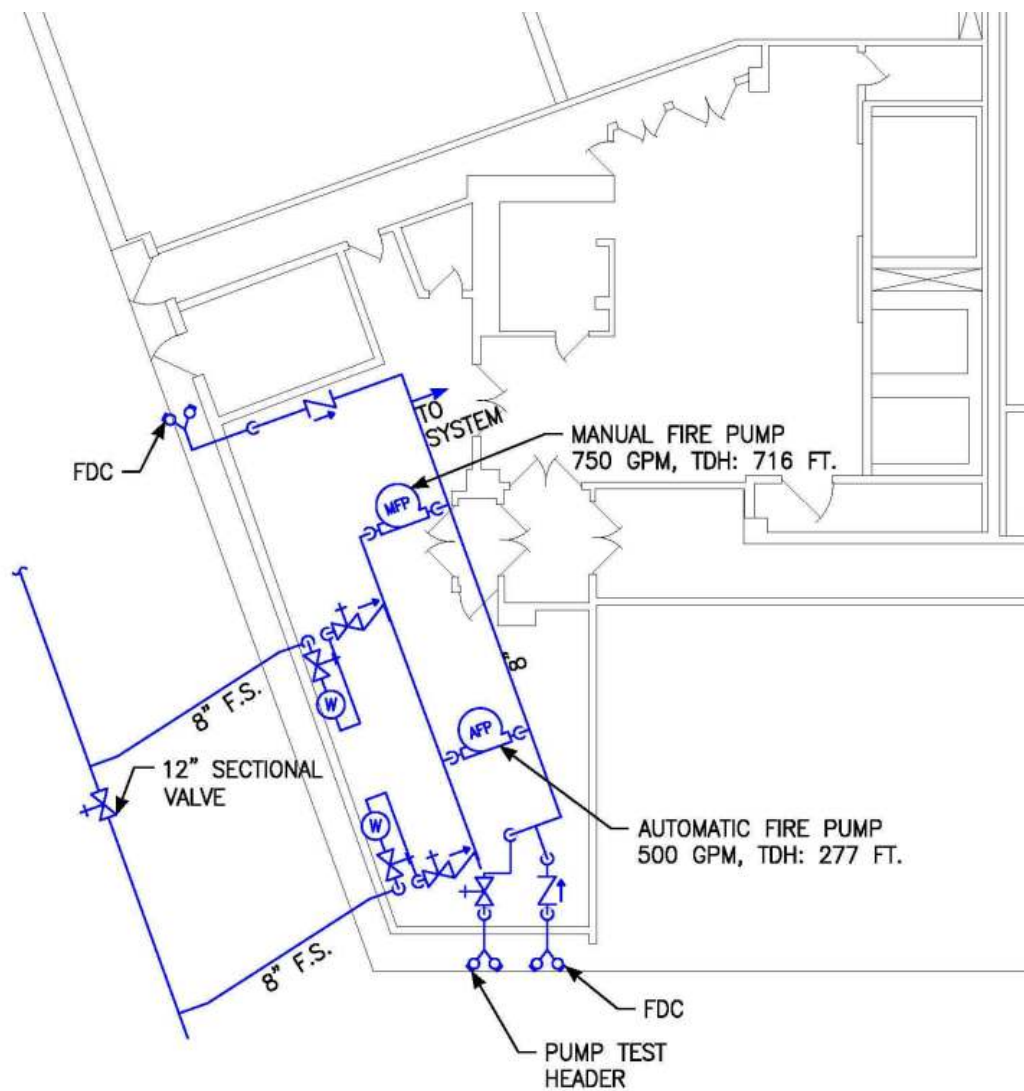 TO
SYSTEM
MANUAL FIRE PUMP
750 GPM, TDH: 716 FT.
FDC
MFP
8"
8" F.S.
W
AFP
12" SECTIONAL
VALVE
W
AUTOMATIC FIRE PUMP
500 GPM, TDH: 277 FT.
8" F.S.
FDC
PUMP TEST
HEADER